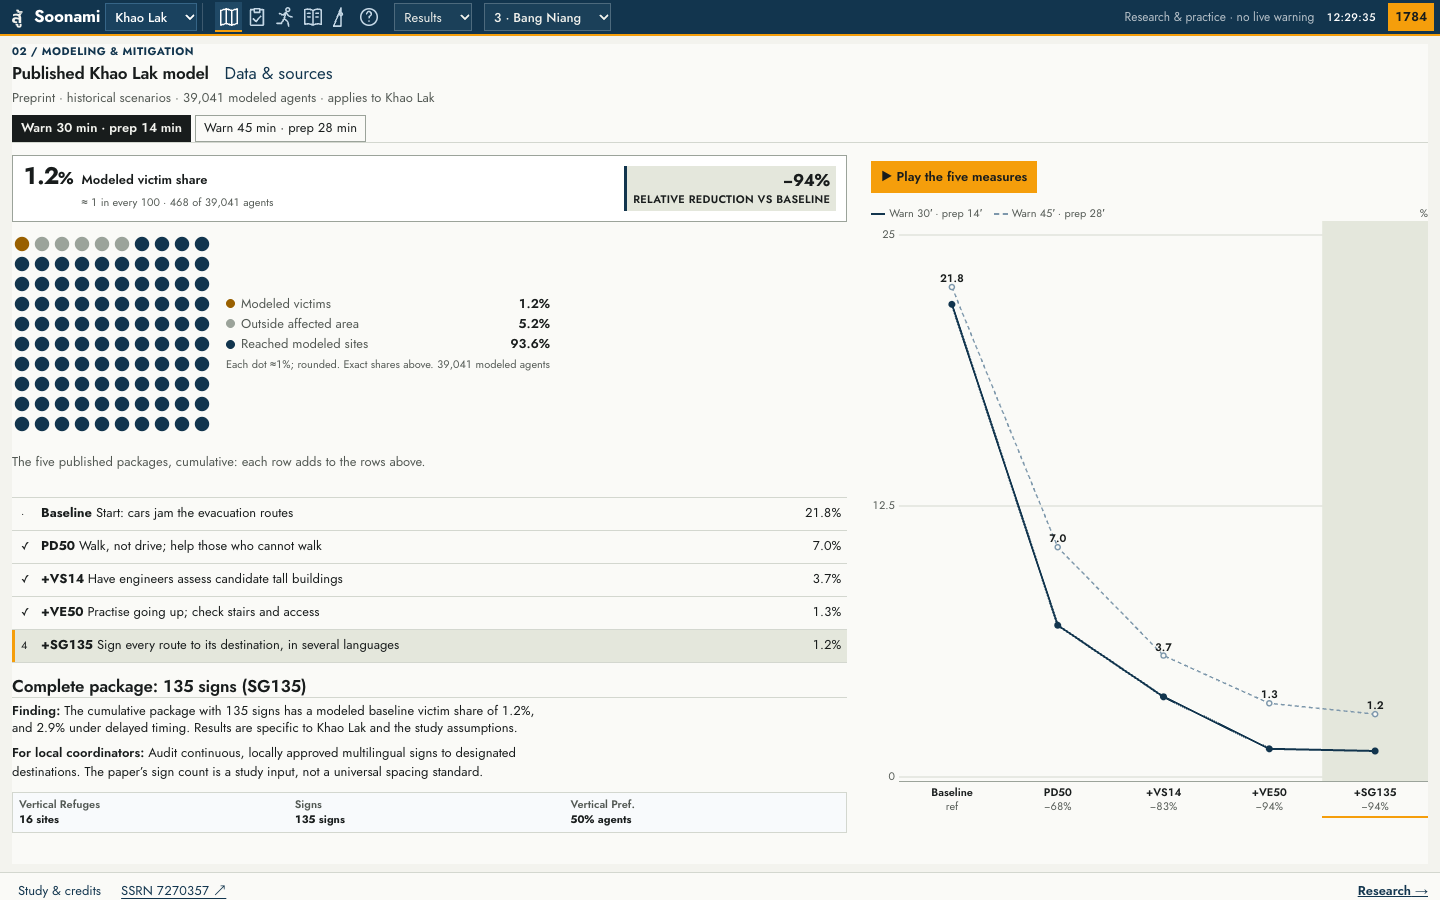 สึ Soonami Khao Lak Results 3 · Bang Niang Research & practice · no live warning 12:29:35 1784
02 / MODELING & MITIGATION
Published Khao Lak model Data & sources
Preprint · historical scenarios · 39,041 modeled agents · applies to Khao Lak
Warn 30 min · prep 14 min Warn 45 min · prep 28 min
1.2% Modeled victim share
≈ 1 in every 100 · 468 of 39,041 agents
−94%
RELATIVE REDUCTION VS BASELINE
Modeled victims 1.2%
Outside affected area 5.2%
Reached modeled sites 93.6%
Each dot ≈1%; rounded. Exact shares above. 39,041 modeled agents
The five published packages, cumulative: each row adds to the rows above.
· Baseline Start: cars jam the evacuation routes 21.8%
✓ PD50 Walk, not drive; help those who cannot walk 7.0%
✓ +VS14 Have engineers assess candidate tall buildings 3.7%
✓ +VE50 Practise going up; check stairs and access 1.3%
4 +SG135 Sign every route to its destination, in several languages 1.2%
Complete package: 135 signs (SG135)
Finding: The cumulative package with 135 signs has a modeled baseline victim share of 1.2%,
and 2.9% under delayed timing. Results are specific to Khao Lak and the study assumptions.
For local coordinators: Audit continuous, locally approved multilingual signs to designated
destinations. The paper's sign count is a study input, not a universal spacing standard.
Vertical Refuges Signs Vertical Pref.
16 sites 135 signs 50% agents
▶ Play the five measures
Warn 30′ · prep 14′ Warn 45′ · prep 28′ %
25
21.8
12.5
7.0
3.7
1.3
1.2
0
Baseline PD50 +VS14 +VE50 +SG135
ref −68% −83% −94% −94%
Study & credits SSRN 7270357 ↗ Research →